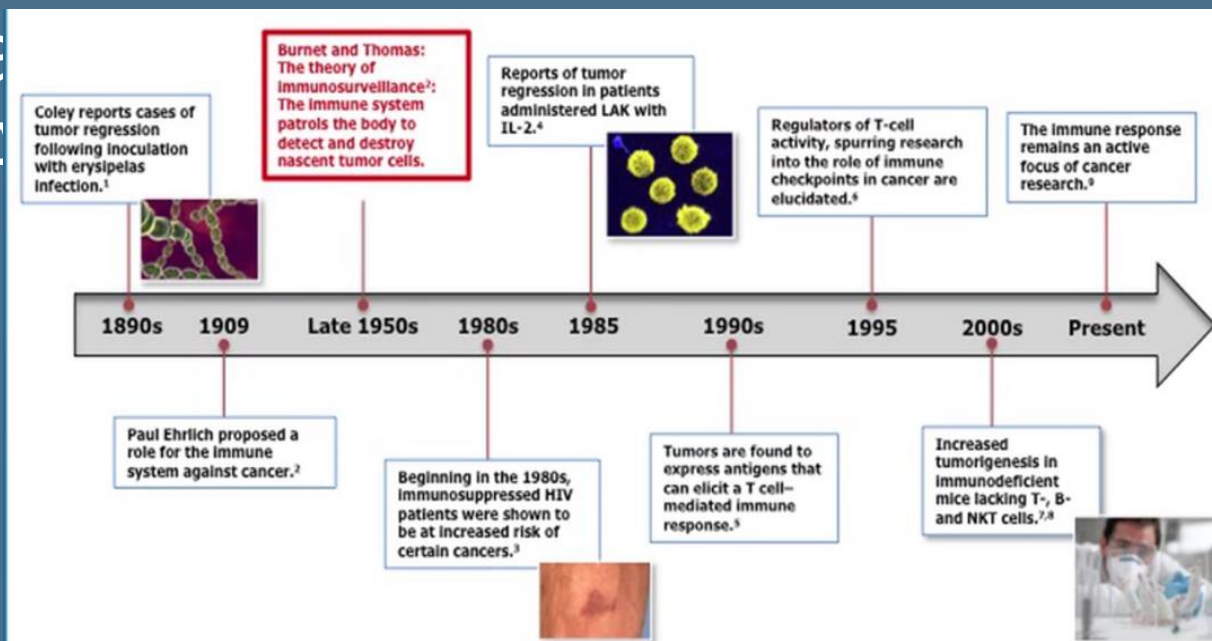 Coley reports cases of
tumor regression
following inoculation
with erysipelas
infection.¹
Burnet and Thomas:
The theory of
immunosurveillance²:
The immune system
patrols the body to
detect and destroy
nascent tumor cells.
Reports of tumor
regression in patients
administered LAK with
IL-2.⁴
Regulators of T-cell
activity, spurring research
into the role of immune
checkpoints in cancer are
elucidated.⁶
The immune response
remains an active
focus of cancer
research.⁹
1890s 1909 Late 1950s 1980s 1985 1990s 1995 2000s Present
Paul Ehrlich proposed a
role for the immune
system against cancer.²
Beginning in the 1980s,
immunosuppressed HIV
patients were shown to
be at increased risk of
certain cancers.³
Tumors are found to
express antigens that
can elicit a T cell–
mediated immune
response.⁵
Increased
tumorigenesis in
immunodeficient
mice lacking T-, B-
and NKT cells.⁷,⁸